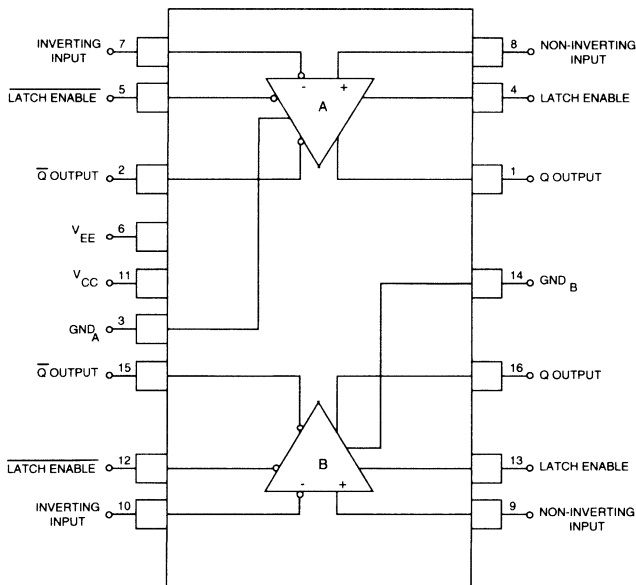 INVERTING 7
INPUT
8 NON-INVERTING
INPUT
LATCH ENABLE 5
4 LATCH ENABLE
- +
A
Q OUTPUT 2
1 Q OUTPUT
VEE 6
VCC 11
14 GNDB
GNDA 3
Q OUTPUT 15
16 Q OUTPUT
B
LATCH ENABLE 12
13 LATCH ENABLE
- +
INVERTING 10
INPUT
9 NON-INVERTING
INPUT